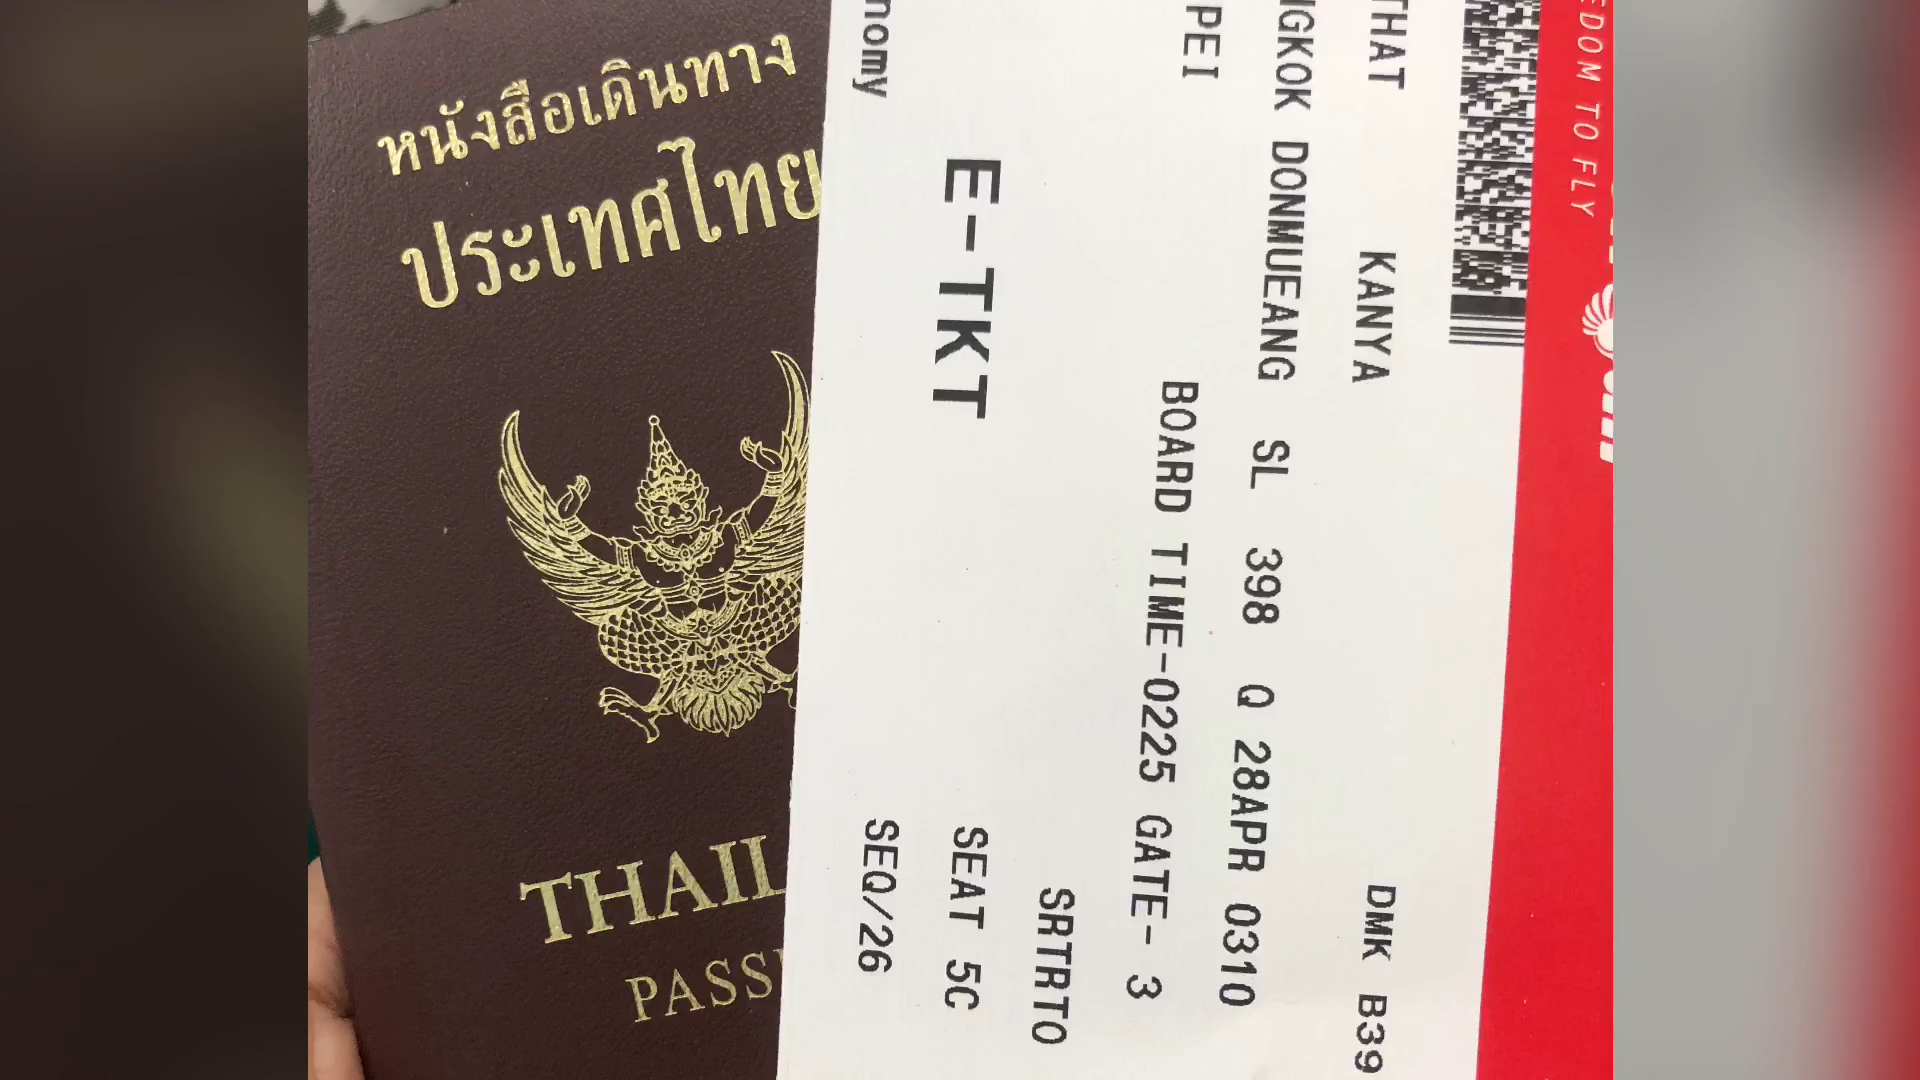 หนังสือเดินทาง
ประเทศไทย
THAIL
PASS
EDOM TO FLY
THAT KANYA DMK B39
NGKOK DONMUEANG SL 398 Q 28APR 0310
PEI
BOARD TIME-0225 GATE- 3
SRTRTO
E-TKT SEAT 5C
nomy SEQ/26